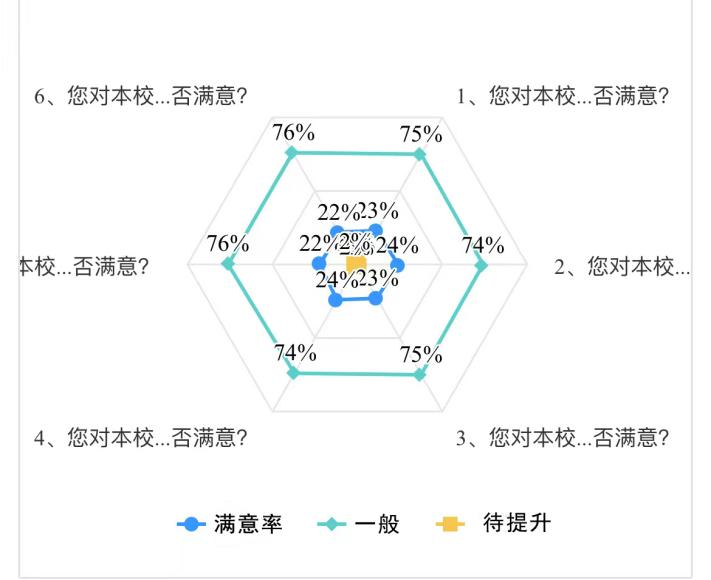 6、您对本校...否满意?
1、您对本校...否满意?
76%
75%
22%
23%
76%
22%
2%
24%
74%
本校...否满意?
2、您对本校...
24%
23%
74%
75%
4、您对本校...否满意?
3、您对本校...否满意?
满意率
一般
待提升